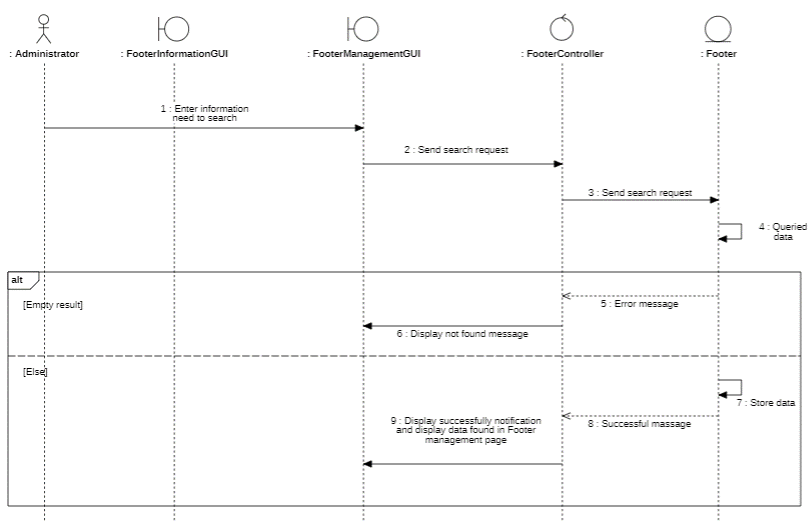 : Administrator
: FooterInformationGUI
: FooterManagementGUI
: FooterController
: Footer
1 : Enter information
need to search
2 : Send search request
3 : Send search request
4 : Queried
data
alt
[Empty result]
5 : Error message
6 : Display not found message
[Else]
7 : Store data
8 : Successful massage
9 : Display successfully notification
and display data found in Footer
management page